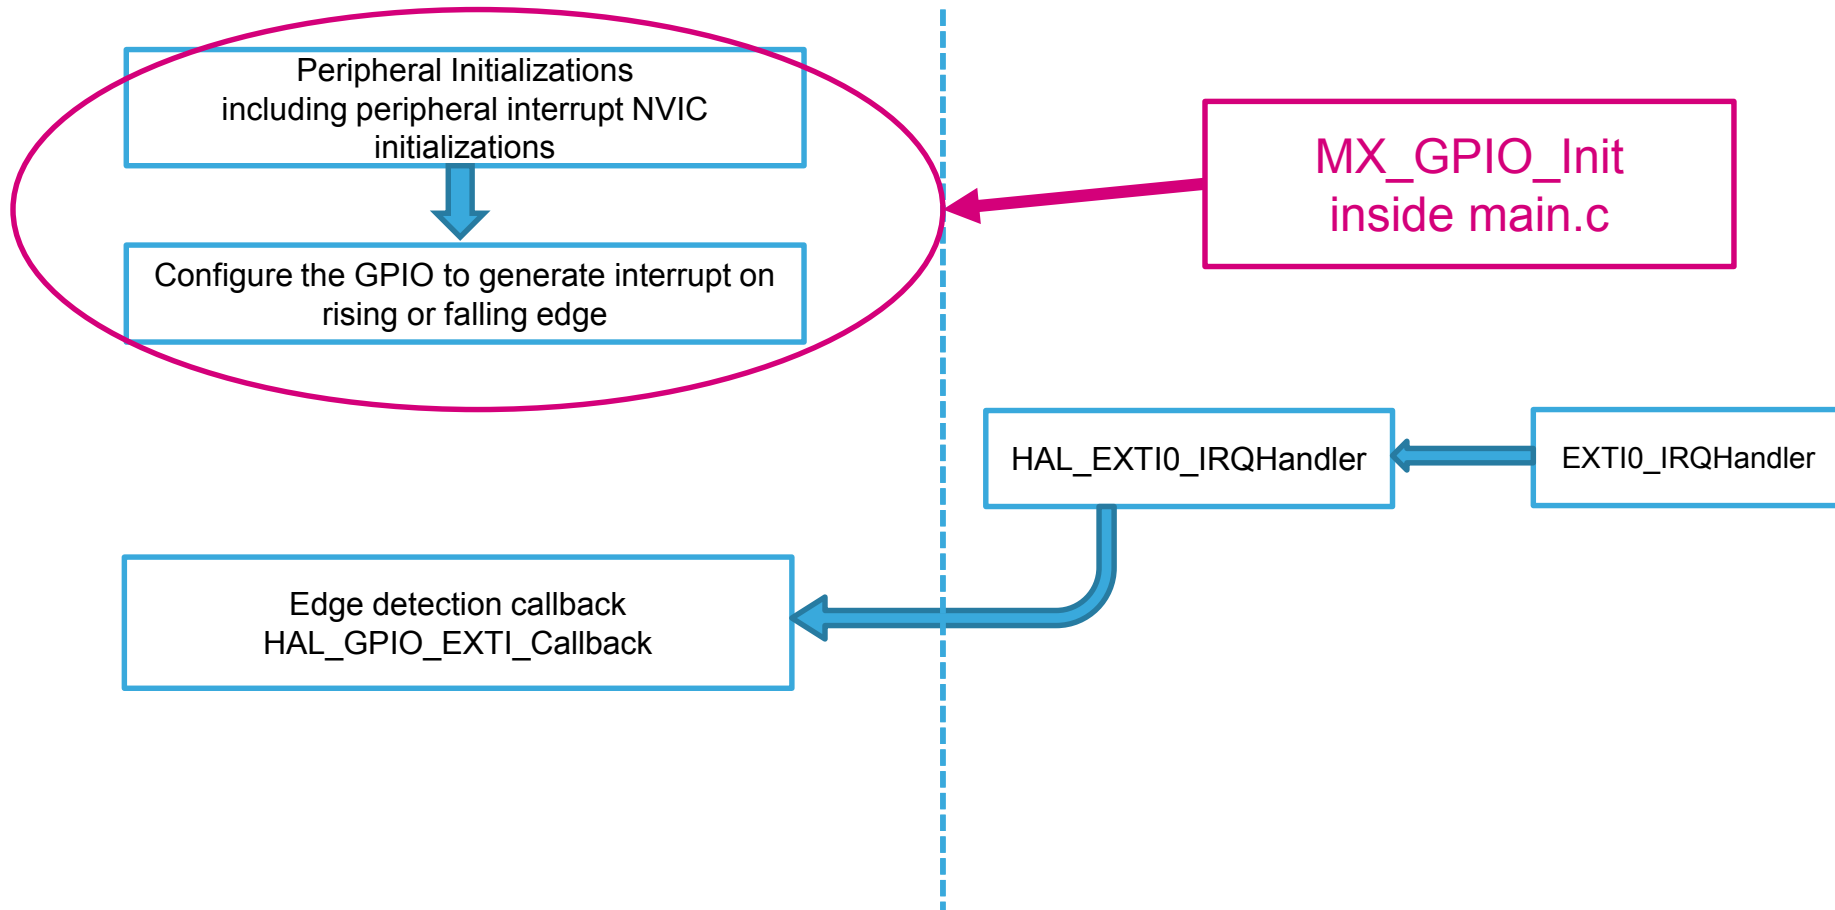 Peripheral Initializations
including peripheral interrupt NVIC
initializations
Configure the GPIO to generate interrupt on
rising or falling edge
MX_GPIO_Init
inside main.c
HAL_EXTI0_IRQHandler
EXTI0_IRQHandler
Edge detection callback
HAL_GPIO_EXTI_Callback